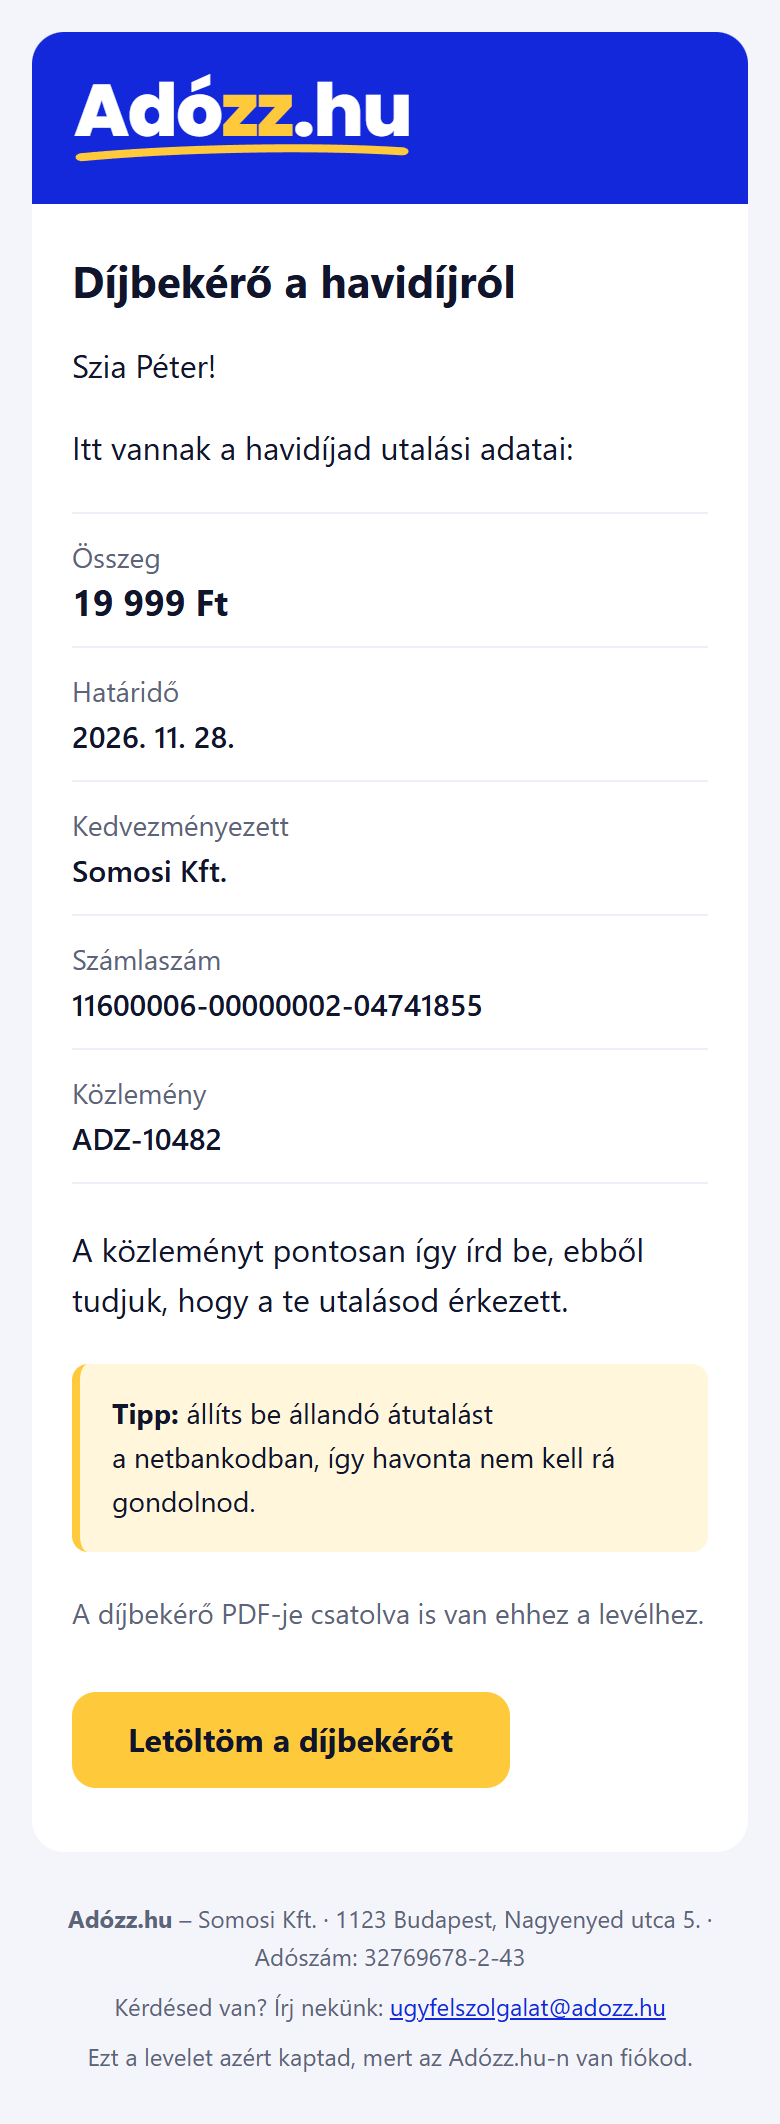 Adózz.hu
Díjbekérő a havidíjról
Szia Péter!
Itt vannak a havidíjad utalási adatai:
Összeg
19 999 Ft
Határidő
2026. 11. 28.
Kedvezményezett
Somosi Kft.
Számlaszám
11600006-00000002-04741855
Közlemény
ADZ-10482
A közleményt pontosan így írd be, ebből
tudjuk, hogy a te utalásod érkezett.
Tipp: állíts be állandó átutalást
a netbankodban, így havonta nem kell rá
gondolnod.
A díjbekérő PDF-je csatolva is van ehhez a levélhez.
Letöltöm a díjbekérőt
Adózz.hu – Somosi Kft. · 1123 Budapest, Nagyenyed utca 5. ·
Adószám: 32769678-2-43
Kérdésed van? Írj nekünk: ugyfelszolgalat@adozz.hu
Ezt a levelet azért kaptad, mert az Adózz.hu-n van fiókod.